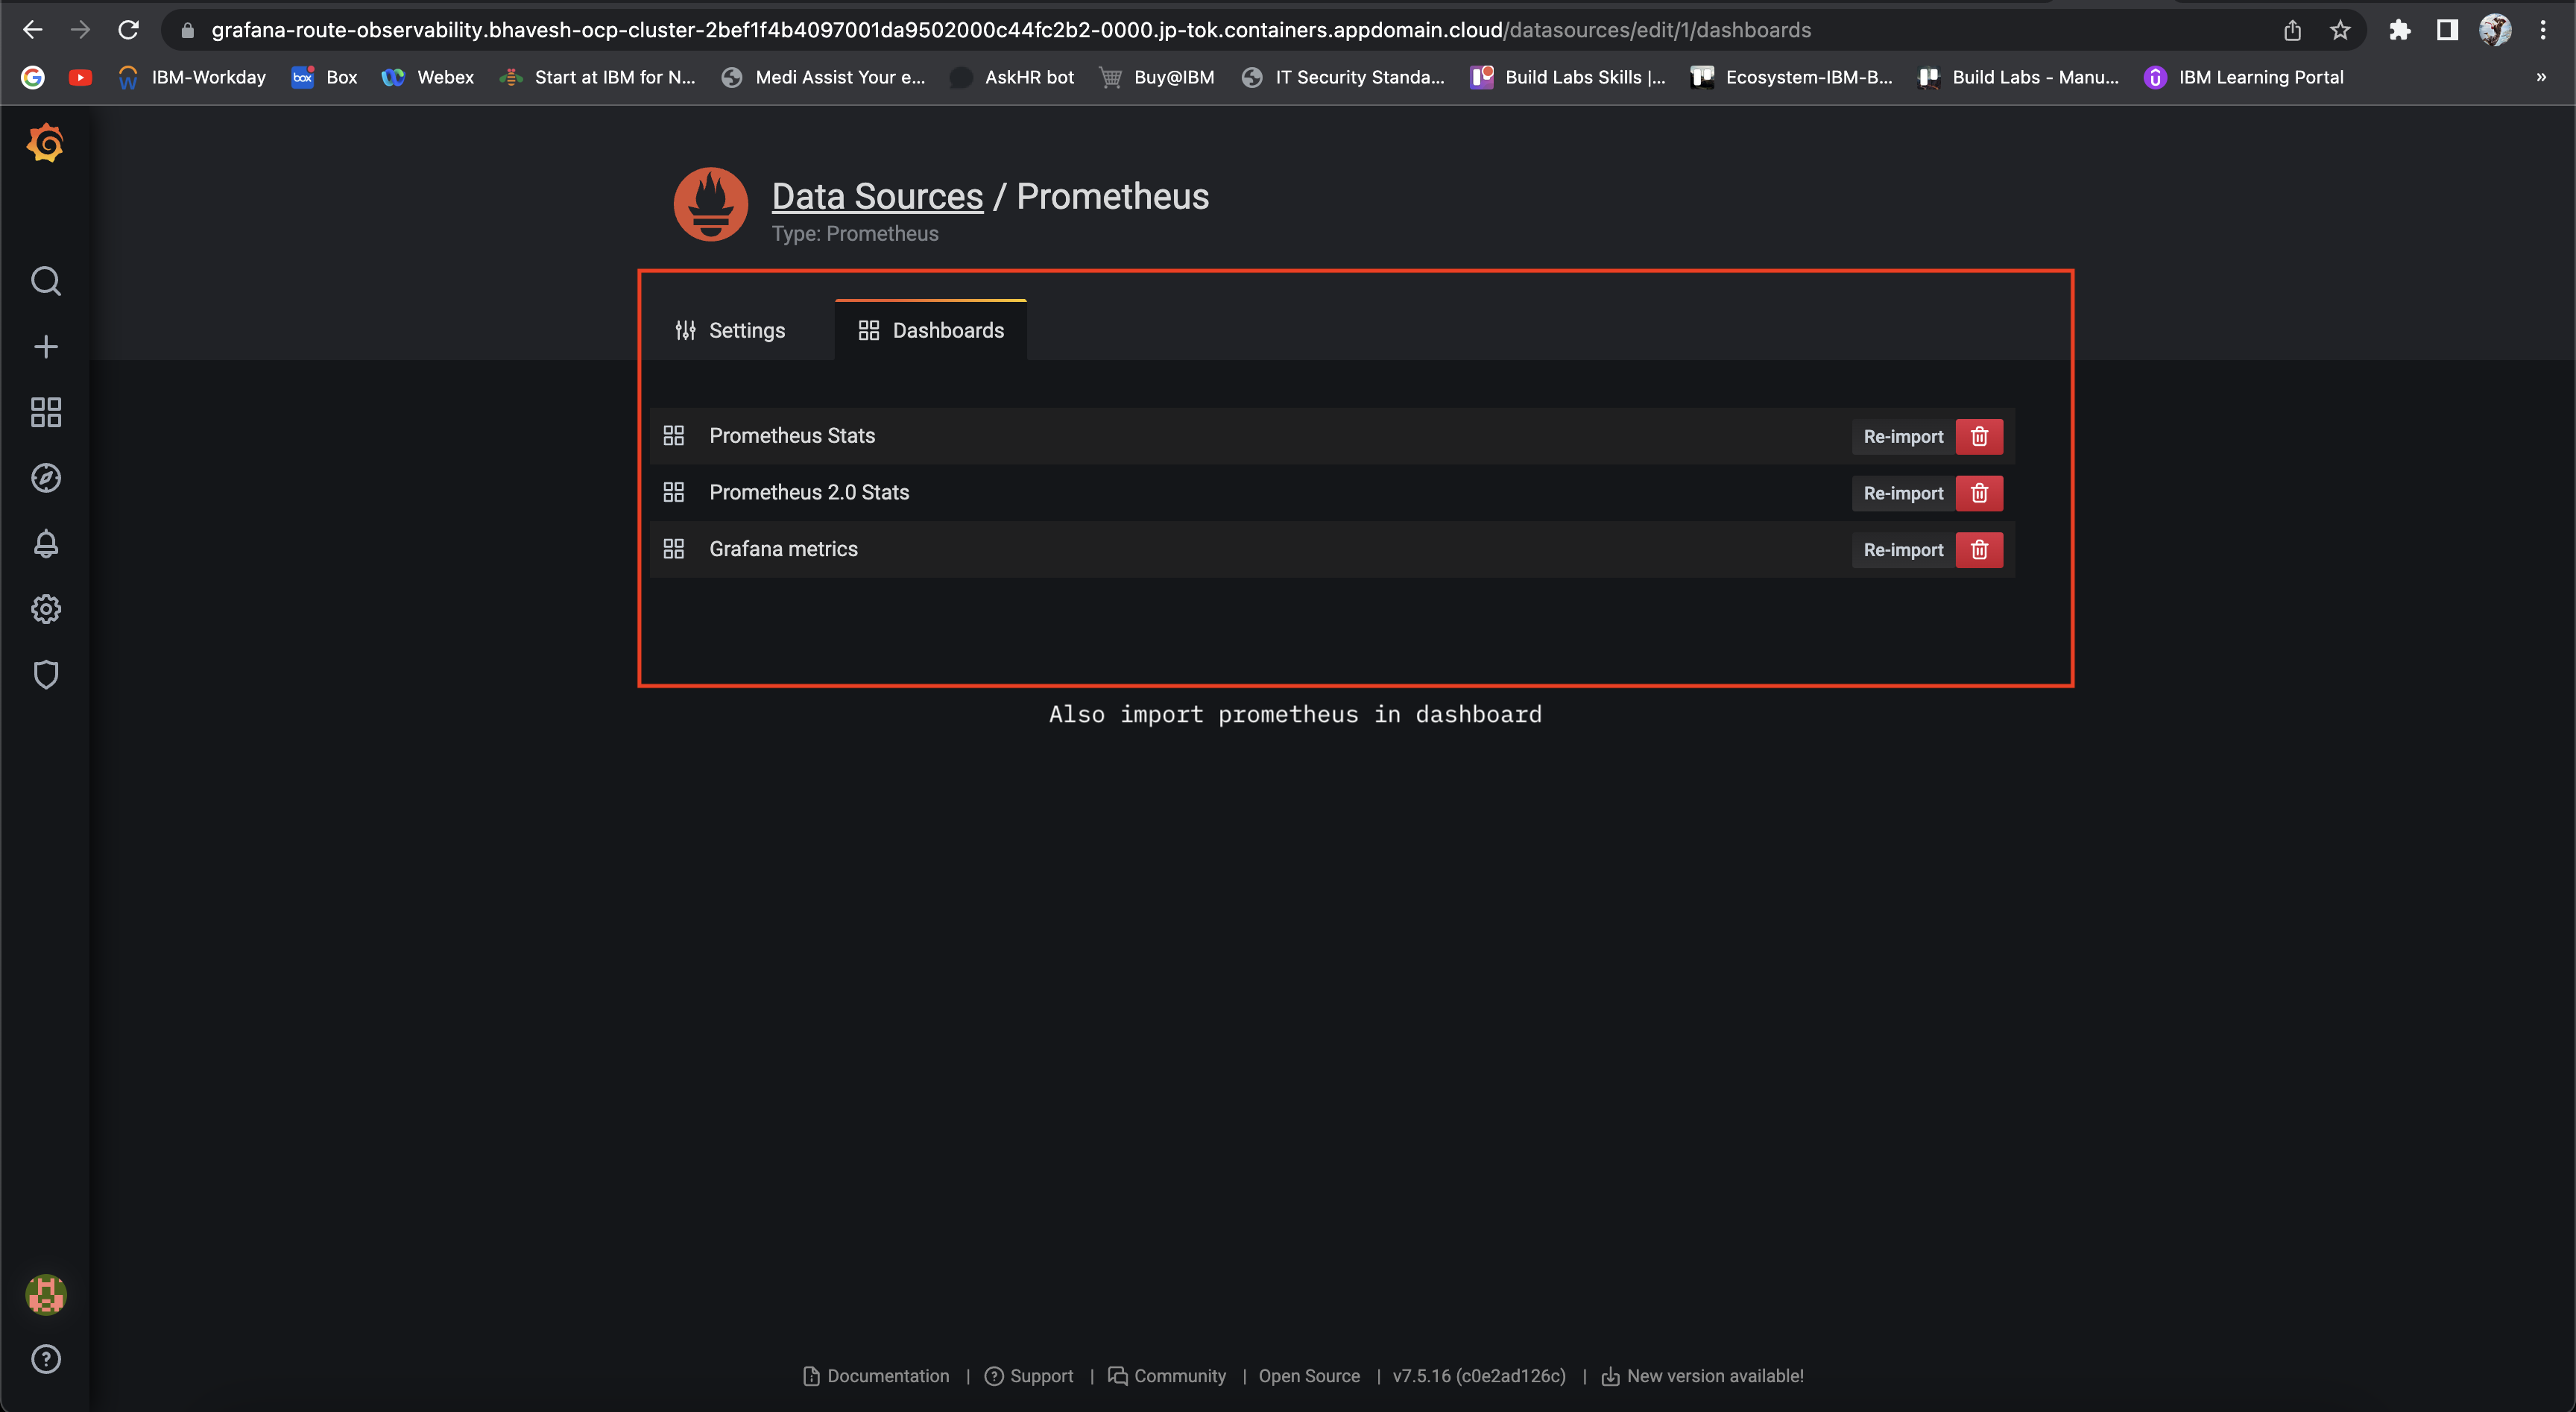 grafana-route-observability.bhavesh-ocp-cluster-2bef1f4b4097001da9502000c44fc2b2-0000.jp-tok.containers.appdomain.cloud/datasources/edit/1/dashboards
IBM-Workday box Box Webex Start at IBM for N... Medi Assist Your e... AskHR bot Buy@IBM IT Security Standa... Build Labs Skills |... Ecosystem-IBM-B... Build Labs - Manu... IBM Learning Portal »
Data Sources / Prometheus
Type: Prometheus
Settings Dashboards
Prometheus Stats Re-import
Prometheus 2.0 Stats Re-import
Grafana metrics Re-import
Also import prometheus in dashboard
Documentation | Support | Community | Open Source | v7.5.16 (c0e2ad126c) | New version available!